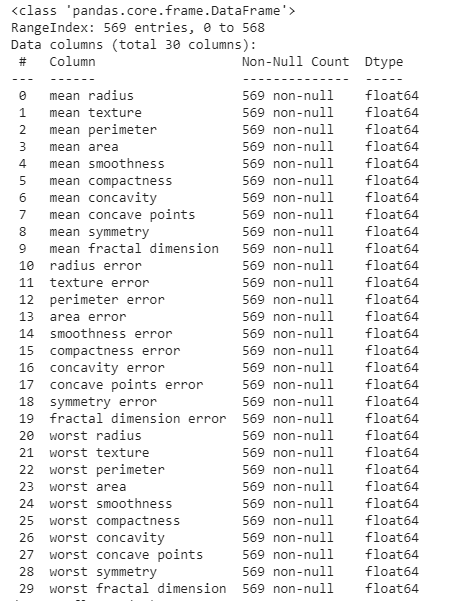 <class 'pandas.core.frame.DataFrame'>
RangeIndex: 569 entries, 0 to 568
Data columns (total 30 columns):
 #   Column                   Non-Null Count  Dtype
---  ------                   --------------  -----
 0   mean radius              569 non-null    float64
 1   mean texture             569 non-null    float64
 2   mean perimeter           569 non-null    float64
 3   mean area                569 non-null    float64
 4   mean smoothness          569 non-null    float64
 5   mean compactness         569 non-null    float64
 6   mean concavity           569 non-null    float64
 7   mean concave points      569 non-null    float64
 8   mean symmetry            569 non-null    float64
 9   mean fractal dimension   569 non-null    float64
 10  radius error             569 non-null    float64
 11  texture error            569 non-null    float64
 12  perimeter error          569 non-null    float64
 13  area error               569 non-null    float64
 14  smoothness error         569 non-null    float64
 15  compactness error        569 non-null    float64
 16  concavity error          569 non-null    float64
 17  concave points error     569 non-null    float64
 18  symmetry error           569 non-null    float64
 19  fractal dimension error  569 non-null    float64
 20  worst radius             569 non-null    float64
 21  worst texture            569 non-null    float64
 22  worst perimeter          569 non-null    float64
 23  worst area               569 non-null    float64
 24  worst smoothness         569 non-null    float64
 25  worst compactness        569 non-null    float64
 26  worst concavity          569 non-null    float64
 27  worst concave points     569 non-null    float64
 28  worst symmetry           569 non-null    float64
 29  worst fractal dimension  569 non-null    float64